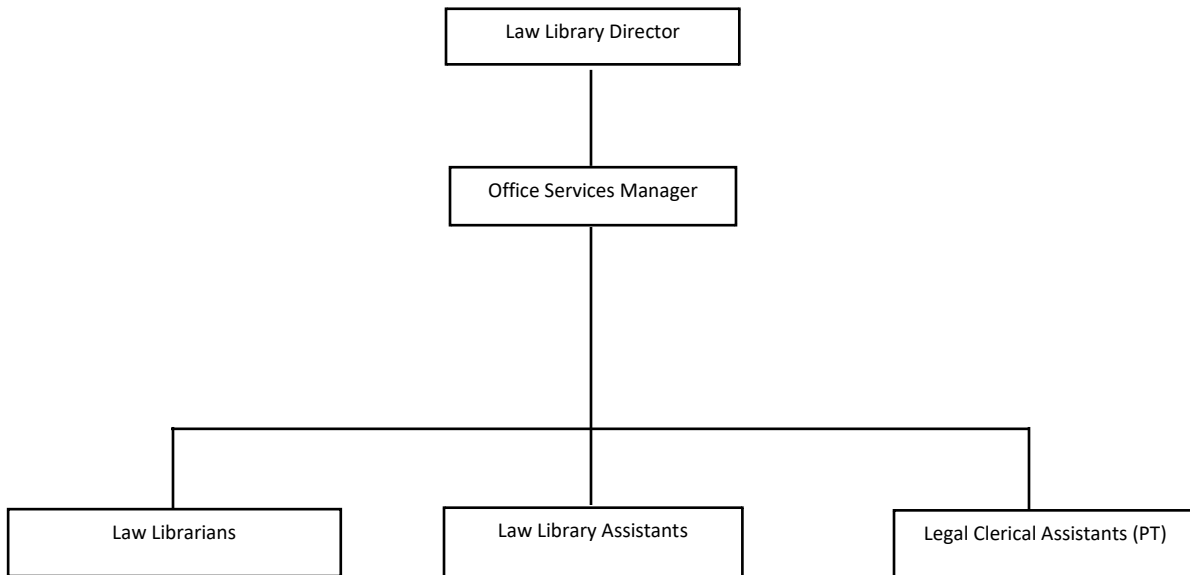 Law Library Director
Office Services Manager
Law Librarians
Law Library Assistants
Legal Clerical Assistants (PT)